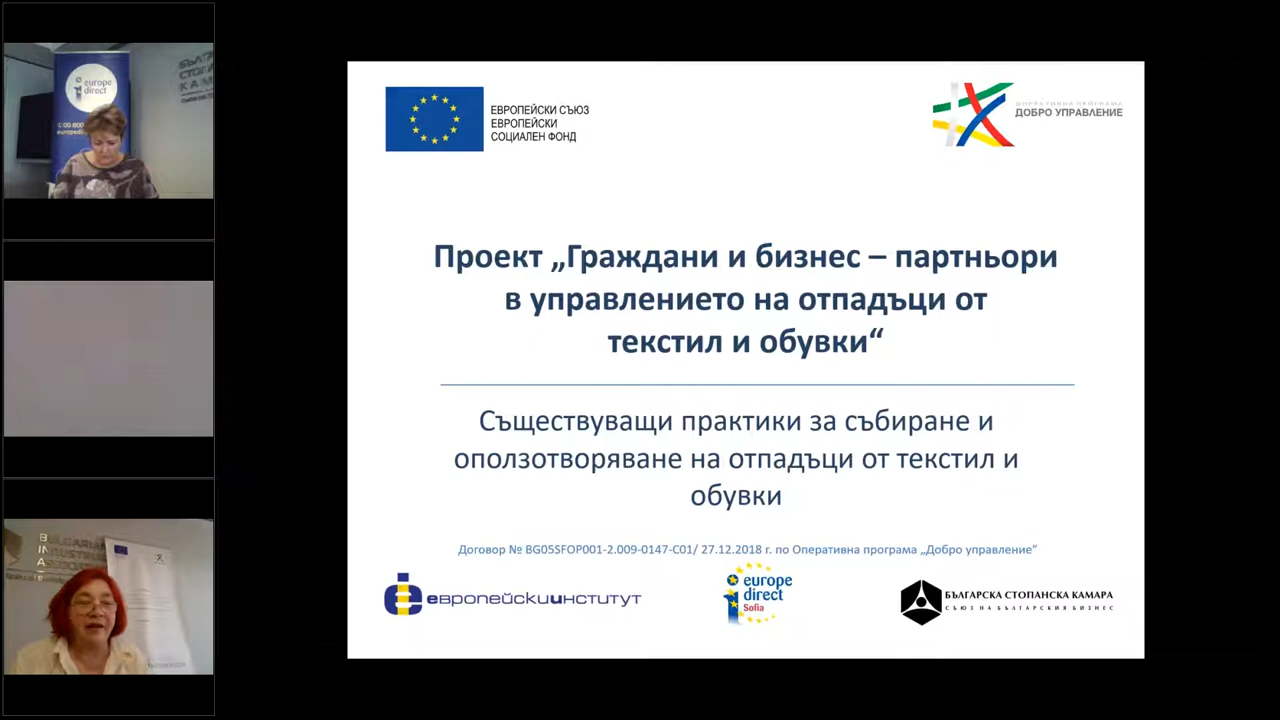 europe
direct
ЕВРОПЕЙСКИ СЪЮЗ
ЕВРОПЕЙСКИ
СОЦИАЛЕН ФОНД
ОПЕРАТИВНА ПРОГРАМА
ДОБРО УПРАВЛЕНИЕ
Проект „Граждани и бизнес – партньори
в управлението на отпадъци от
текстил и обувки“
Съществуващи практики за събиране и
оползотворяване на отпадъци от текстил и
обувки
Договор № BG05SFOP001-2.009-0147-C01/ 27.12.2018 г. по Оперативна програма „Добро управление“
европейскиинститут
europe
direct
Sofia
БЪЛГАРСКА СТОПАНСКА КАМАРА
СЪЮЗ НА БЪЛГАРСКИЯ БИЗНЕС